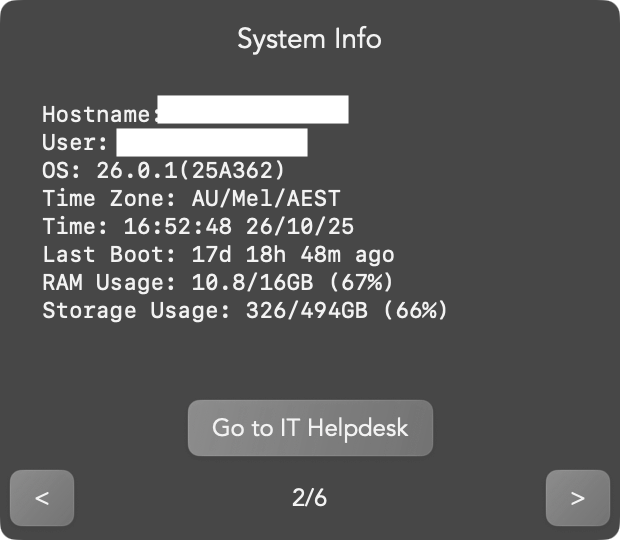 System Info
Hostname:
User:
OS: 26.0.1(25A362)
Time Zone: AU/Mel/AEST
Time: 16:52:48 26/10/25
Last Boot: 17d 18h 48m ago
RAM Usage: 10.8/16GB (67%)
Storage Usage: 326/494GB (66%)
Go to IT Helpdesk
< 2/6 >